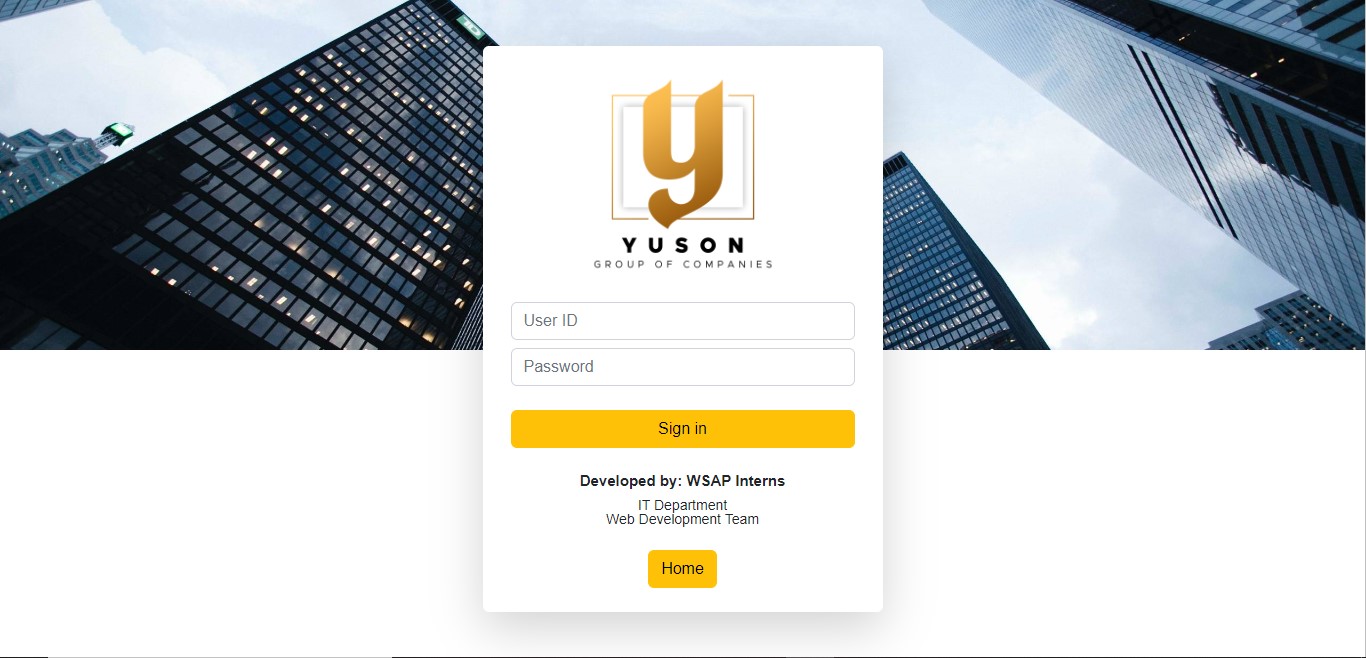 Y
YUSON
GROUP OF COMPANIES
User ID
Password
Sign in
Developed by: WSAP Interns
IT Department
Web Development Team
Home